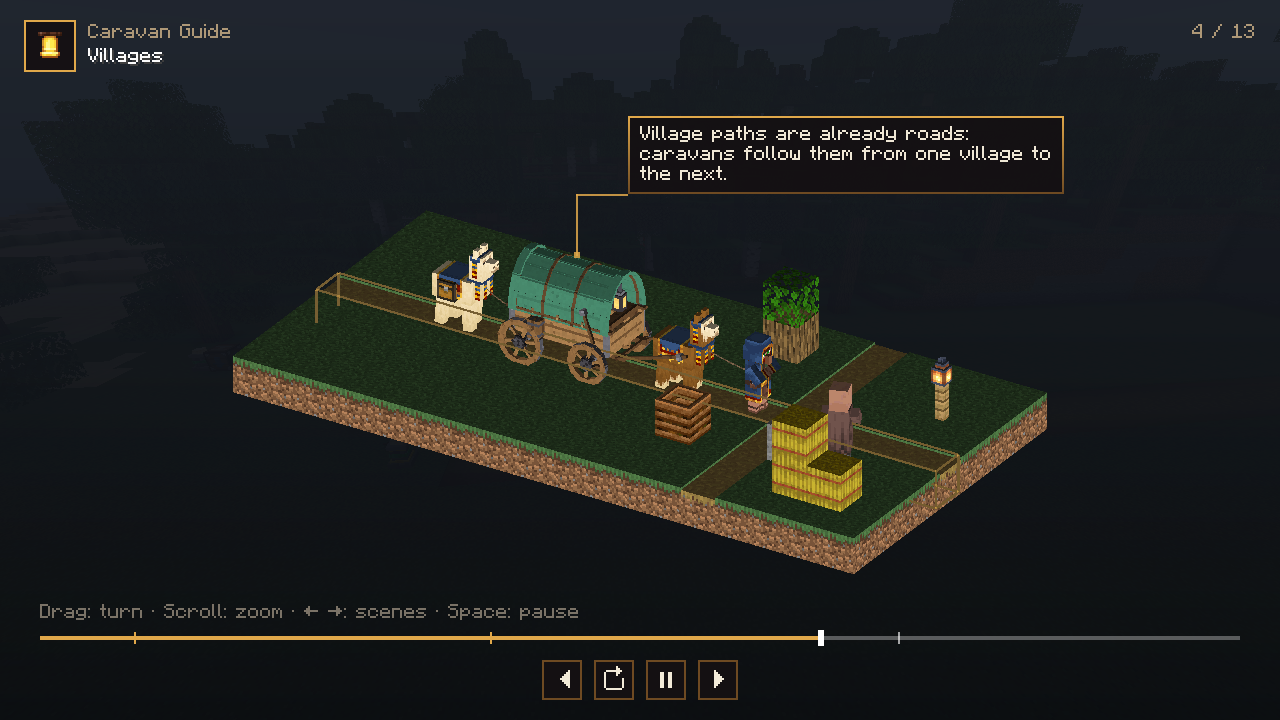 Caravan Guide
Villages
4 / 13
Village paths are already roads:
caravans follow them from one village to
the next.
Drag: turn · Scroll: zoom · ← →: scenes · Space: pause